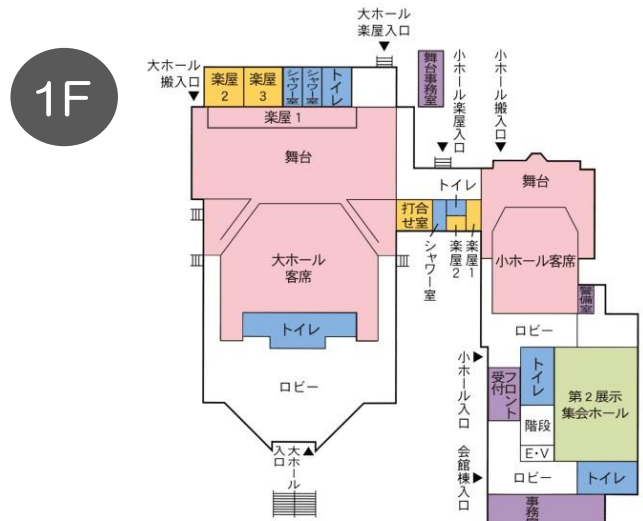 1F
大ホール
楽屋入口
大ホール
搬入口
舞台事務室
小ホール楽屋入口
小ホール搬入口
楽屋
2
楽屋
3
シャワー室
シャワー室
トイレ
楽屋 1
舞台
トイレ
舞台
打合
せ室
シャワー室
楽屋2
楽屋1
大ホール
客席
小ホール客席
警備室
トイレ
ロビー
ロビー
小ホール入口
フロント
受付
トイレ
第2展示
集会ホール
階段
E・V
大ホール
入口
会館棟入口
ロビー
トイレ